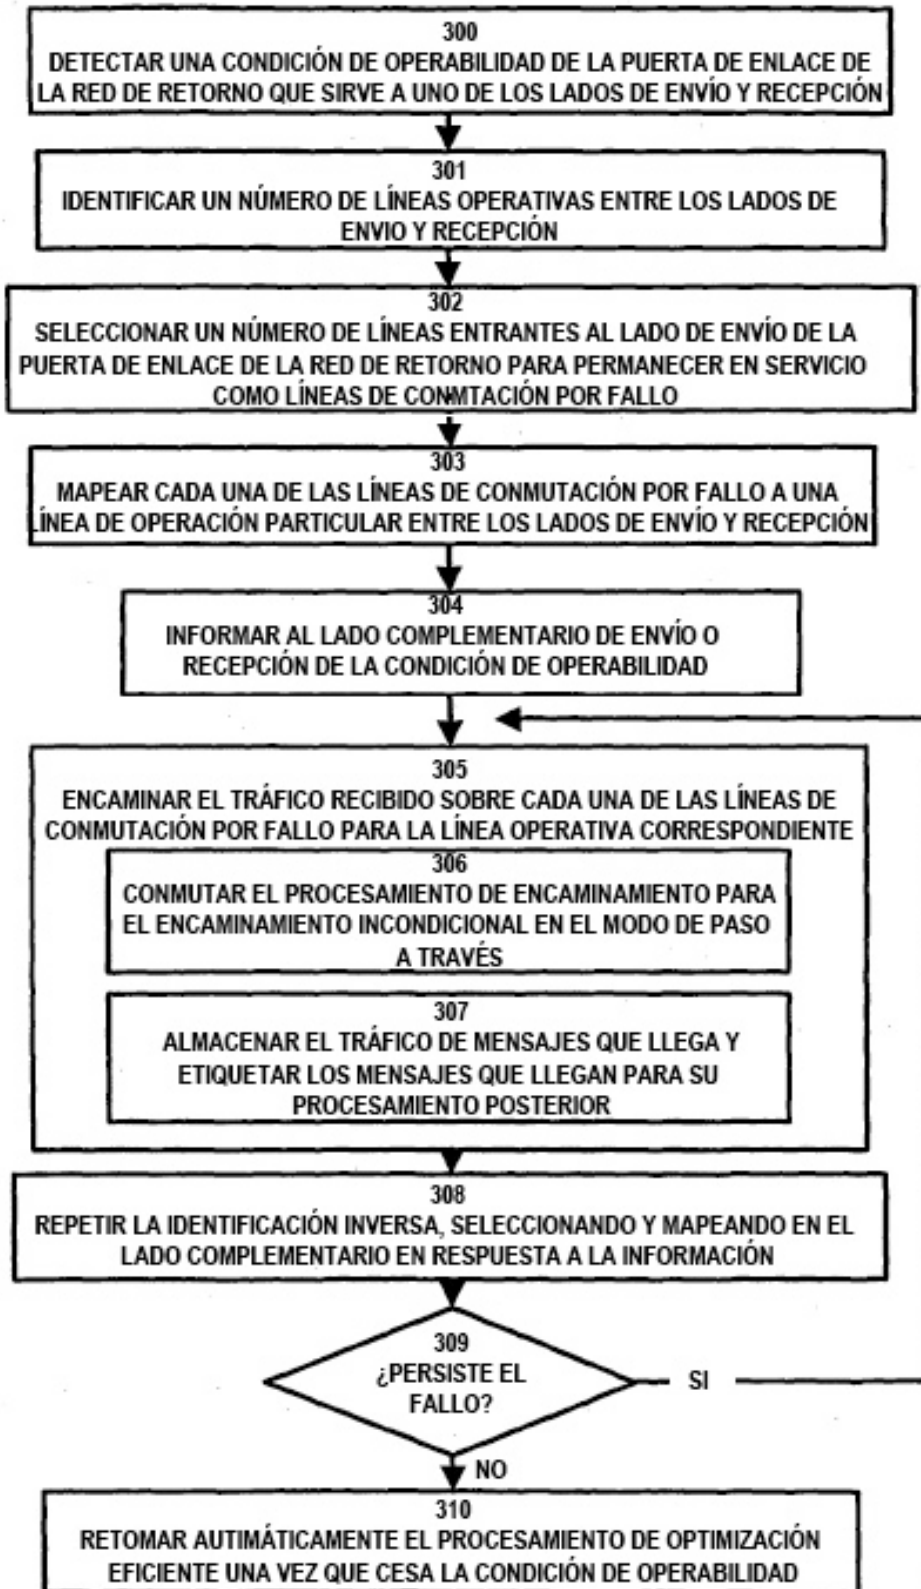 300
DETECTAR UNA CONDICIÓN DE OPERABILIDAD DE LA PUERTA DE ENLACE DE
LA RED DE RETORNO QUE SIRVE A UNO DE LOS LADOS DE ENVÍO Y RECEPCIÓN
301
IDENTIFICAR UN NÚMERO DE LÍNEAS OPERATIVAS ENTRE LOS LADOS DE
ENVIO Y RECEPCIÓN
302
SELECCIONAR UN NÚMERO DE LÍNEAS ENTRANTES AL LADO DE ENVÍO DE LA
PUERTA DE ENLACE DE LA RED DE RETORNO PARA PERMANECER EN SERVICIO
COMO LÍNEAS DE CONMTACIÓN POR FALLO
303
MAPEAR CADA UNA DE LAS LÍNEAS DE CONMUTACIÓN POR FALLO A UNA
LÍNEA DE OPERACIÓN PARTICULAR ENTRE LOS LADOS DE ENVÍO Y RECEPCIÓN
304
INFORMAR AL LADO COMPLEMENTARIO DE ENVÍO O
RECEPCIÓN DE LA CONDICIÓN DE OPERABILIDAD
305
ENCAMINAR EL TRÁFICO RECIBIDO SOBRE CADA UNA DE LAS LÍNEAS DE
CONMUTACIÓN POR FALLO PARA LA LÍNEA OPERATIVA CORRESPONDIENTE
306
CONMUTAR EL PROCESAMIENTO DE ENCAMINAMIENTO PARA
EL ENCAMINAMIENTO INCONDICIONAL EN EL MODO DE PASO
A TRAVÉS
307
ALMACENAR EL TRÁFICO DE MENSAJES QUE LLEGA Y
ETIQUETAR LOS MENSAJES QUE LLEGAN PARA SU
PROCESAMIENTO POSTERIOR
308
REPETIR LA IDENTIFICACIÓN INVERSA, SELECCIONANDO Y MAPEANDO EN EL
LADO COMPLEMENTARIO EN RESPUESTA A LA INFORMACIÓN
309
¿PERSISTE EL
FALLO?
SI
NO
310
RETOMAR AUTIMÁTICAMENTE EL PROCESAMIENTO DE OPTIMIZACIÓN
EFICIENTE UNA VEZ QUE CESA LA CONDICIÓN DE OPERABILIDAD